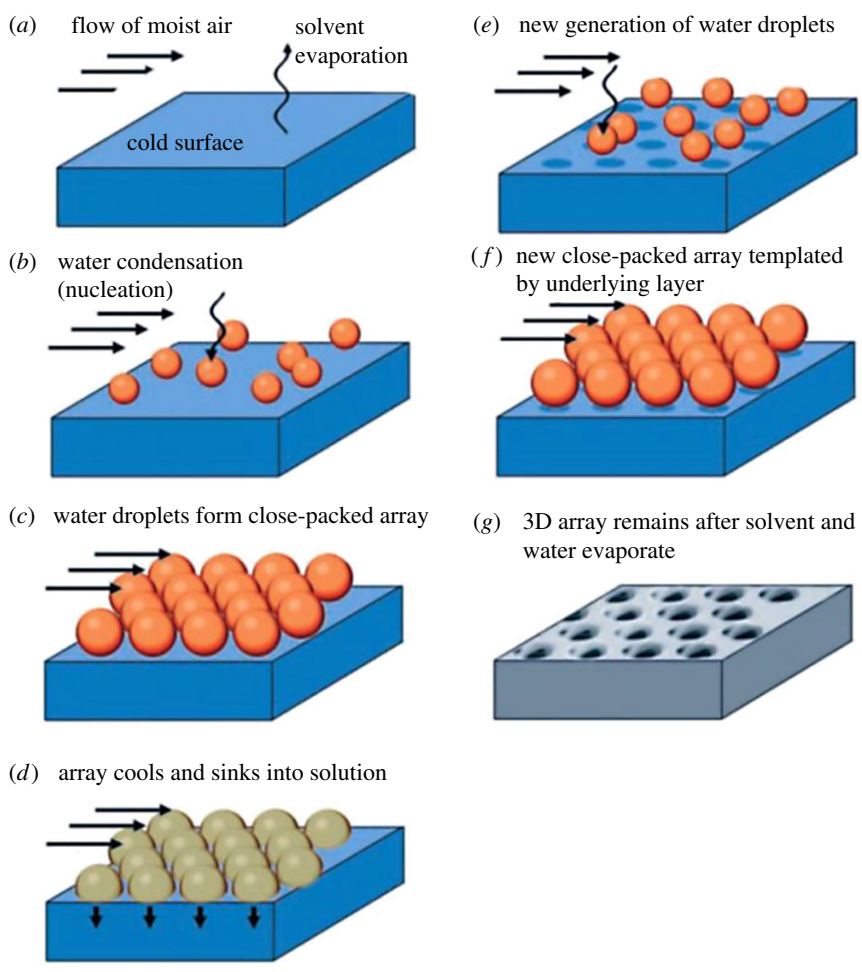 (a) flow of moist air
solvent
evaporation
cold surface
(b) water condensation
(nucleation)
(c) water droplets form close-packed array
(d) array cools and sinks into solution
(e) new generation of water droplets
(f) new close-packed array templated
by underlying layer
(g) 3D array remains after solvent and
water evaporate